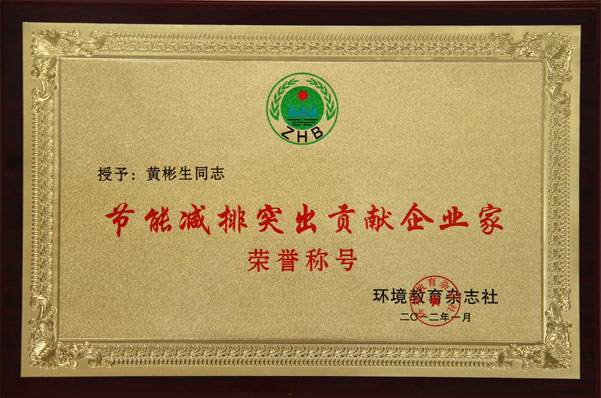 ZHB
授予：黄彬生同志
节能减排突出贡献企业家
荣誉称号
环境教育杂志社
二〇一二年一月